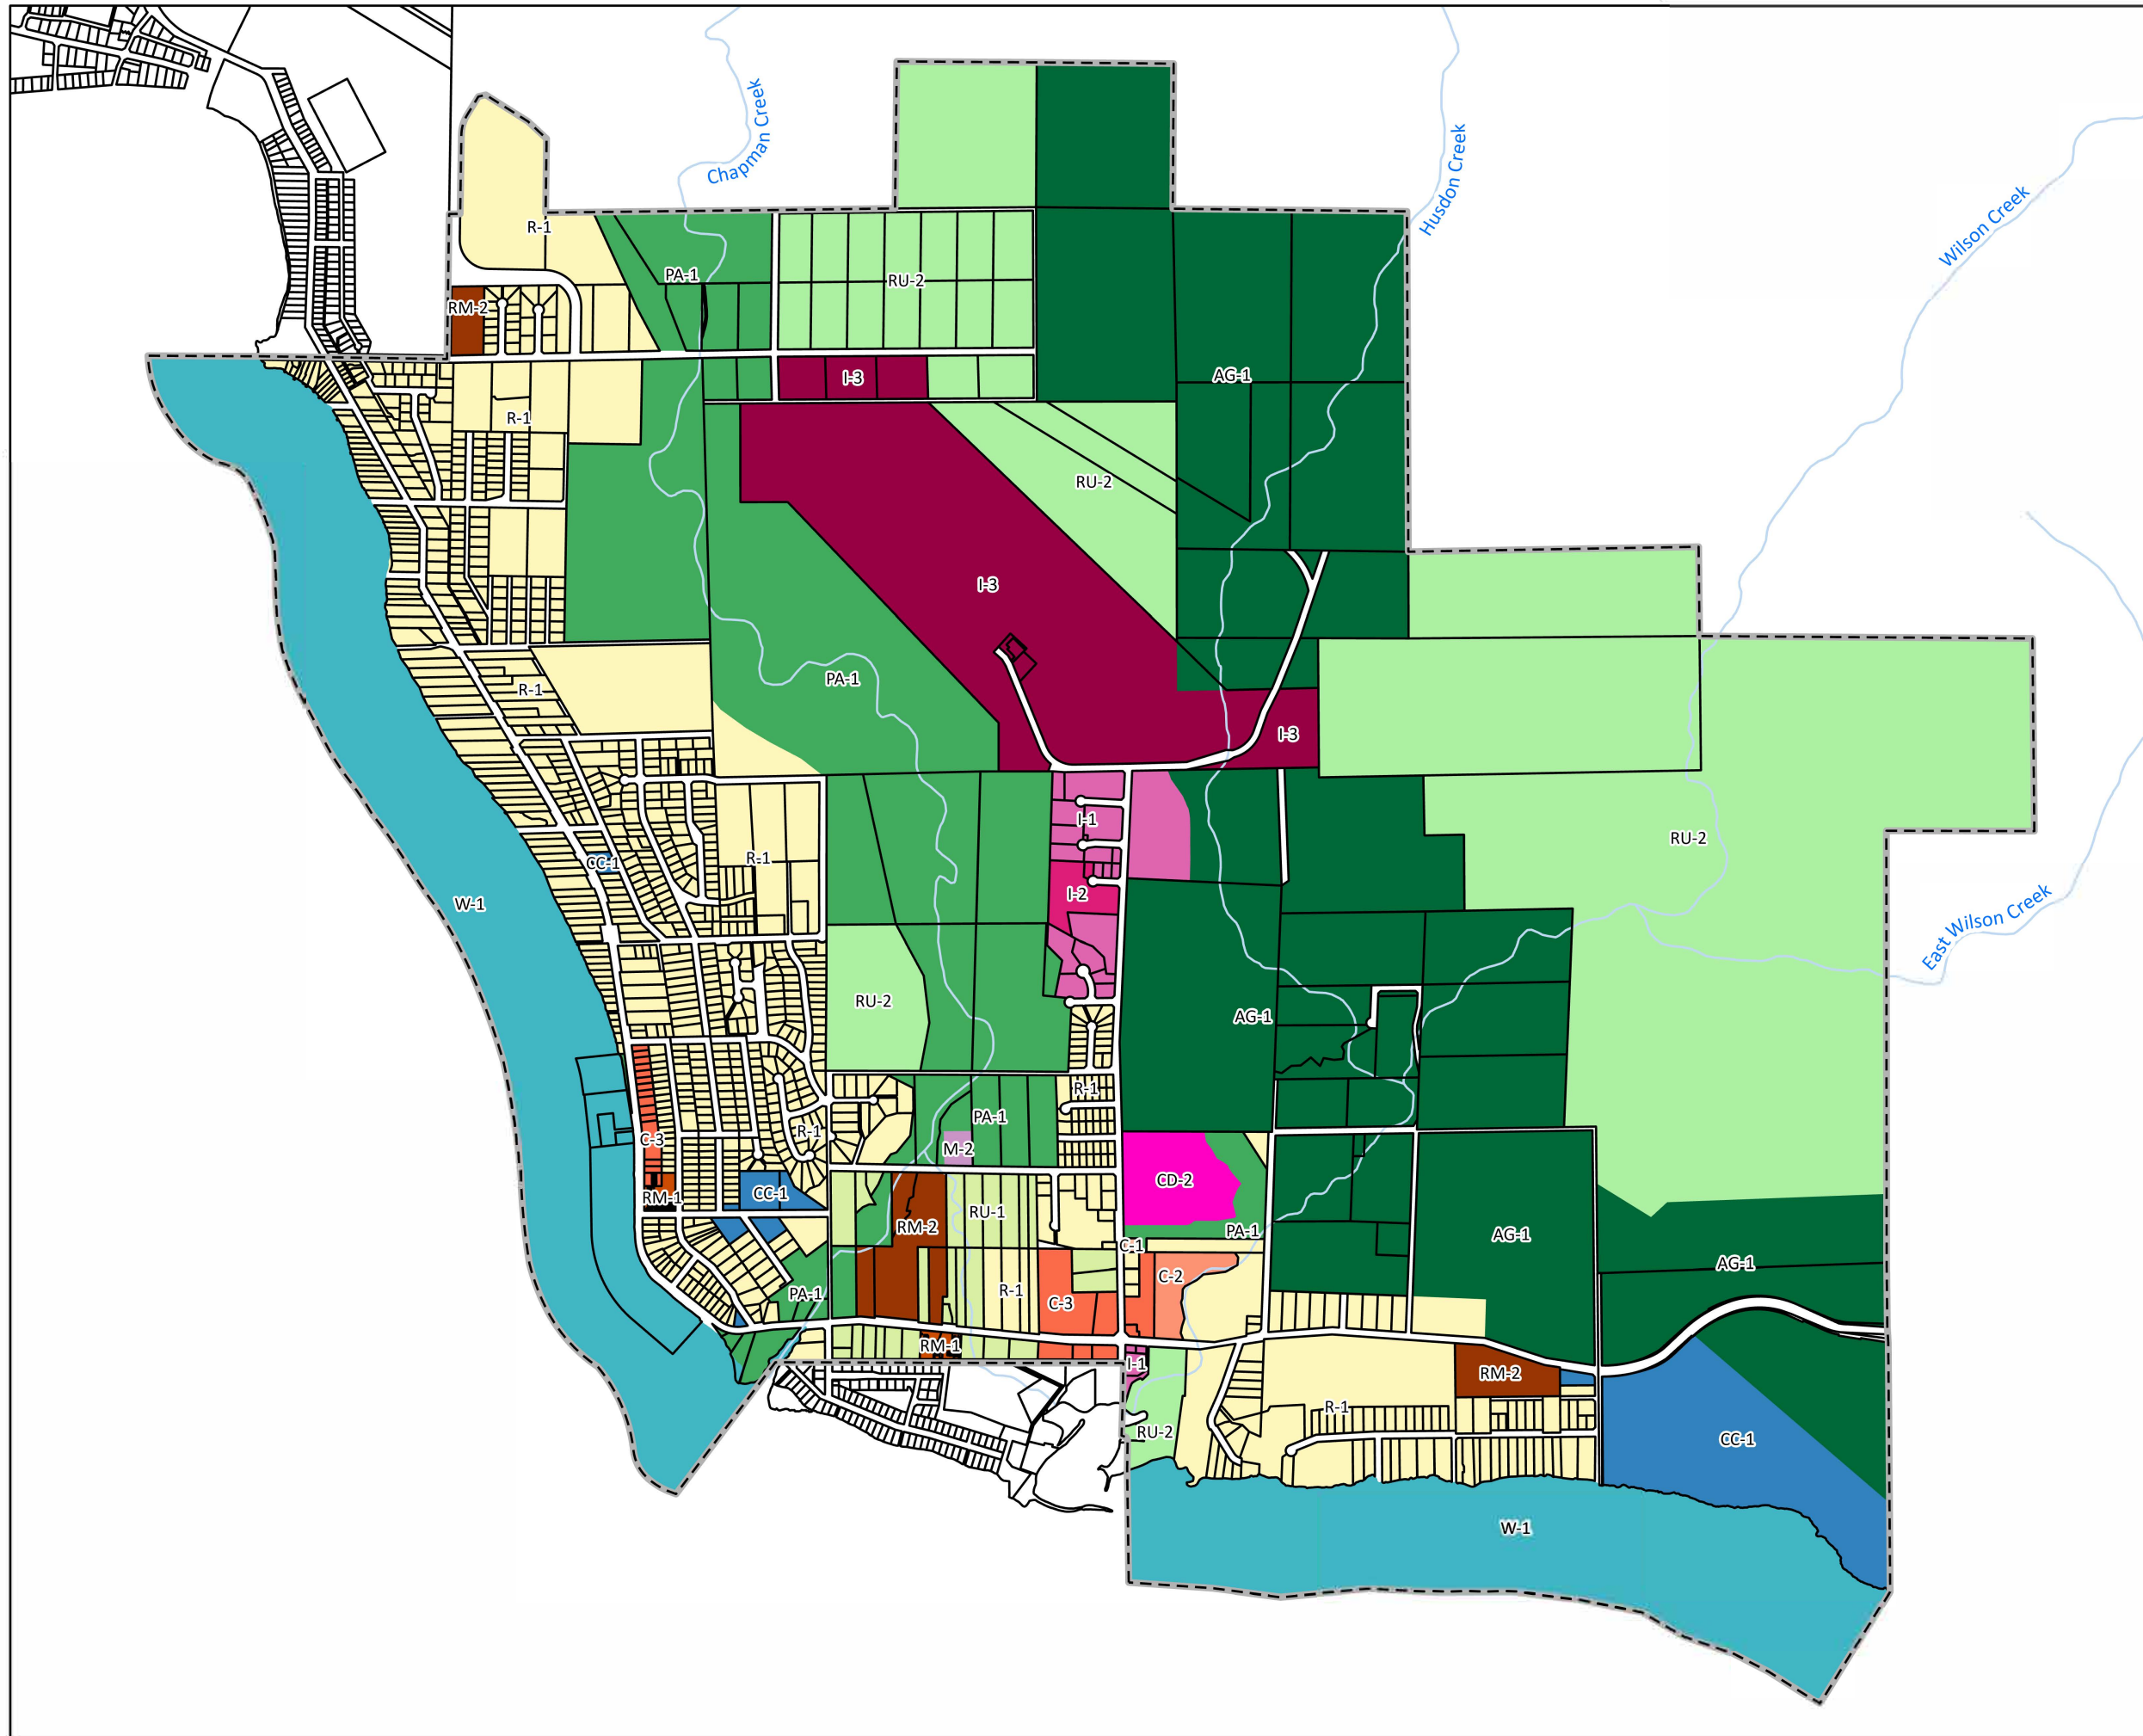 Chapman Creek
Husdon Creek
Wilson Creek
R-1
PA-1
RU-2
RM-2
I-3
AG-1
R-1
RU-2
I-3
PA-1
R-1
I-3
I-1
RU-2
R-1
CC-1
I-2
W-1
East Wilson Creek
RU-2
AG-1
R-1
PA-1
R-1
C-3
M-2
CD-2
RM-1
CC-1
RU-1
RM-2
PA-1
AG-1
C-1
AG-1
C-2
R-1
PA-1
C-3
RM-1
I-1
RM-2
R-1
RU-2
CC-1
W-1